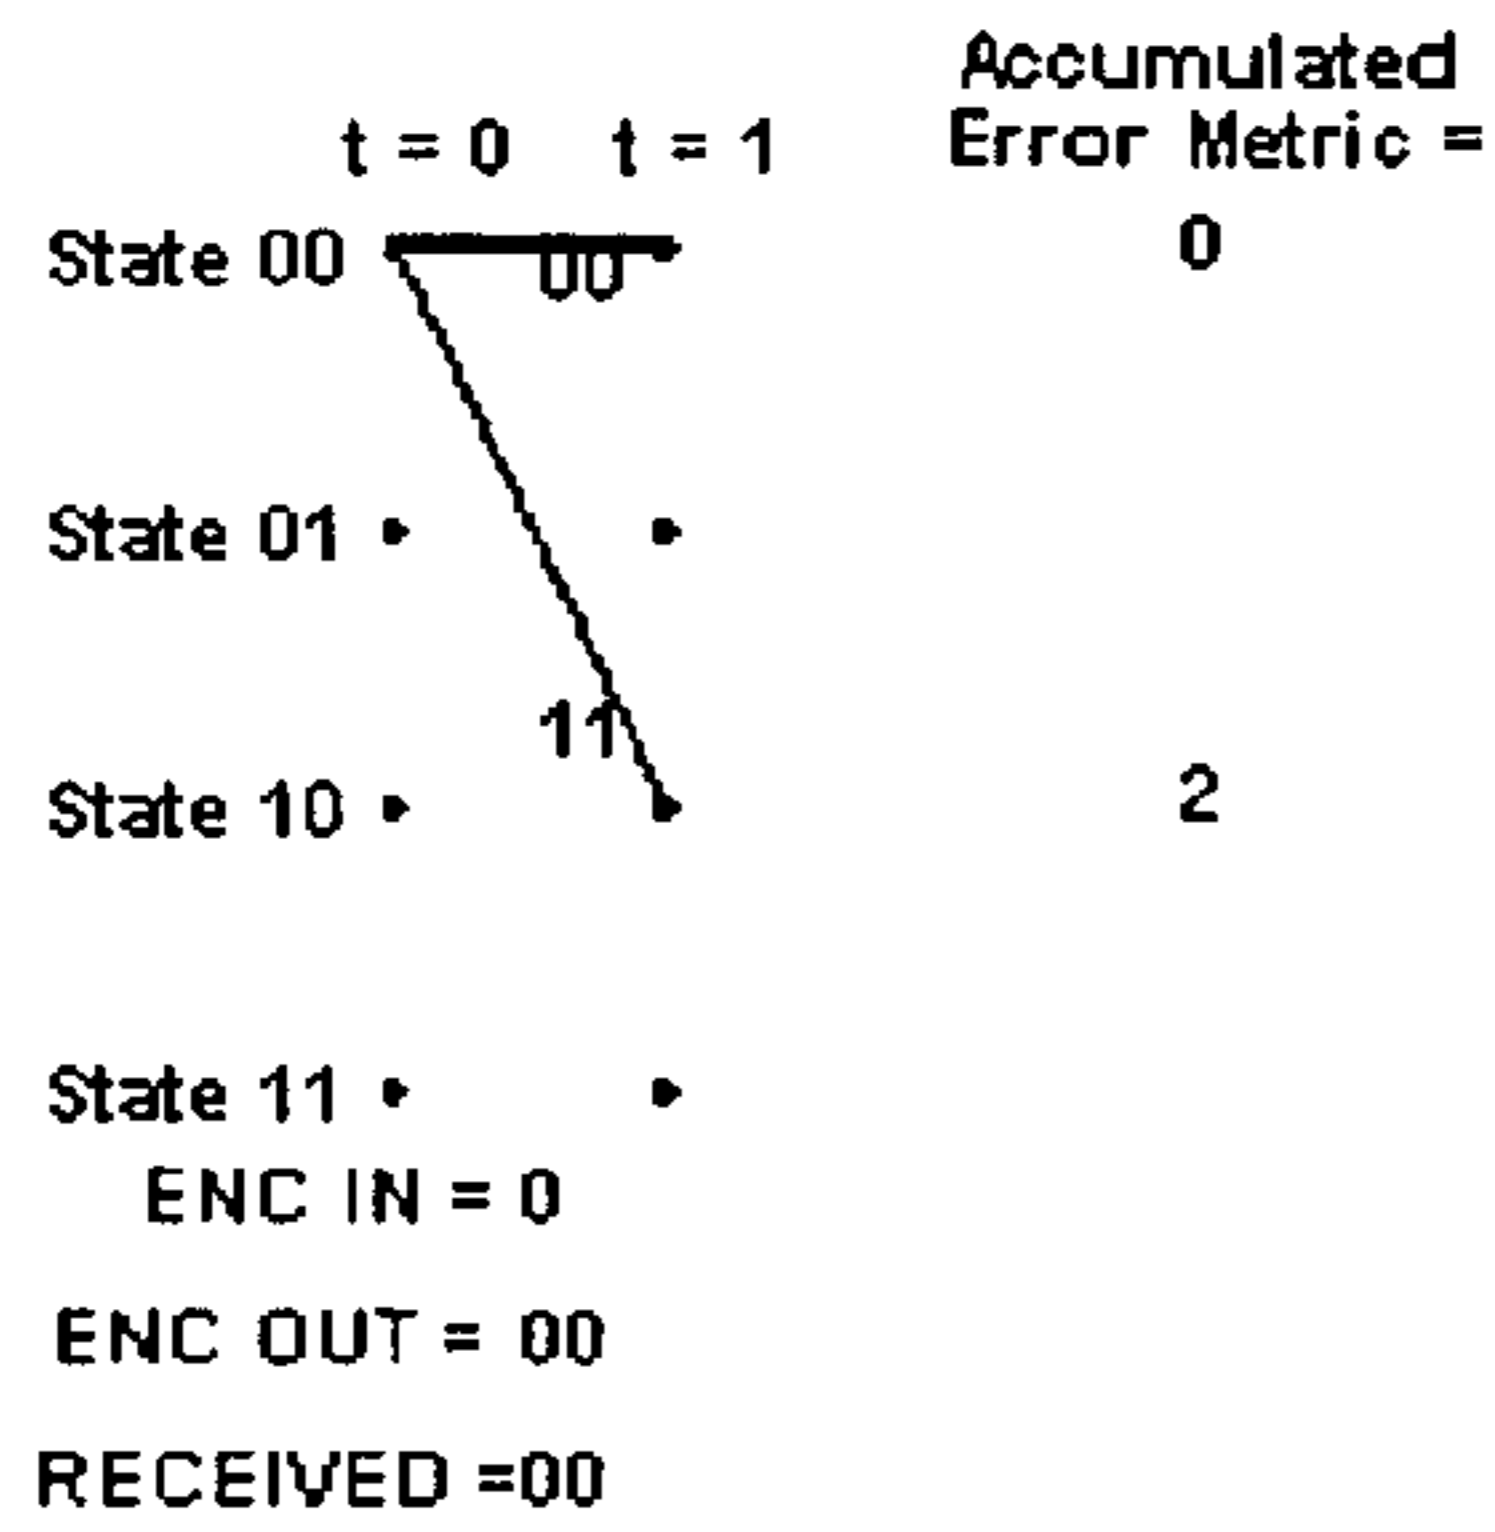 Accumulated
t = 0 t = 1 Error Metric =
State 00 00 0
State 01
11
State 10 2
State 11
ENC IN = 0
ENC OUT = 00
RECEIVED =00